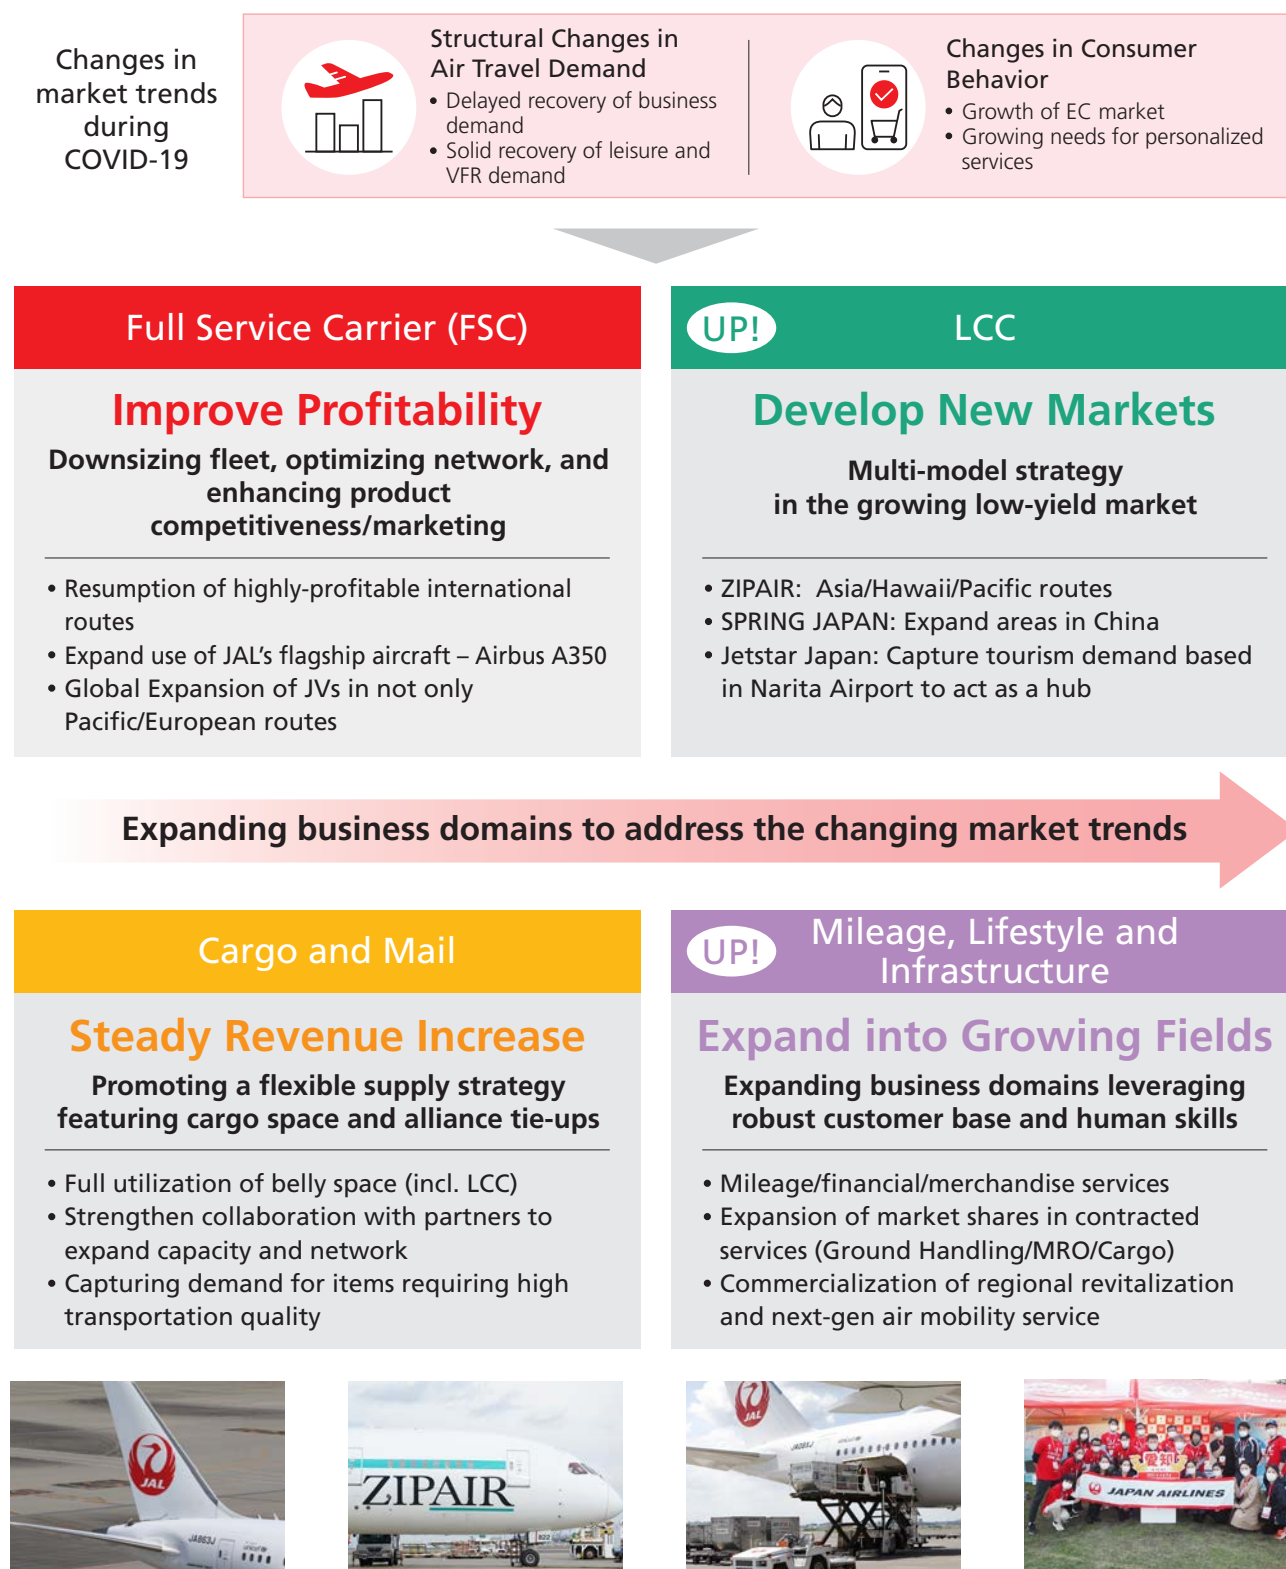 Changes in
market trends
during
COVID-19
Structural Changes in
Air Travel Demand
• Delayed recovery of business
demand
• Solid recovery of leisure and
VFR demand
Changes in Consumer
Behavior
• Growth of EC market
• Growing needs for personalized
services
Full Service Carrier (FSC)
Improve Profitability
Downsizing fleet, optimizing network, and
enhancing product
competitiveness/marketing
• Resumption of highly-profitable international
routes
• Expand use of JAL’s flagship aircraft – Airbus A350
• Global Expansion of JVs in not only
Pacific/European routes
UP!
LCC
Develop New Markets
Multi-model strategy
in the growing low-yield market
• ZIPAIR: Asia/Hawaii/Pacific routes
• SPRING JAPAN: Expand areas in China
• Jetstar Japan: Capture tourism demand based
in Narita Airport to act as a hub
Expanding business domains to address the changing market trends
Cargo and Mail
Steady Revenue Increase
Promoting a flexible supply strategy
featuring cargo space and alliance tie-ups
• Full utilization of belly space (incl. LCC)
• Strengthen collaboration with partners to
expand capacity and network
• Capturing demand for items requiring high
transportation quality
UP!
Mileage, Lifestyle and
Infrastructure
Expand into Growing Fields
Expanding business domains leveraging
robust customer base and human skills
• Mileage/financial/merchandise services
• Expansion of market shares in contracted
services (Ground Handling/MRO/Cargo)
• Commercialization of regional revitalization
and next-gen air mobility service
JAL
JA863J
unicef
ZIPAIR
822
JAL
愛知
JAPAN AIRLINES